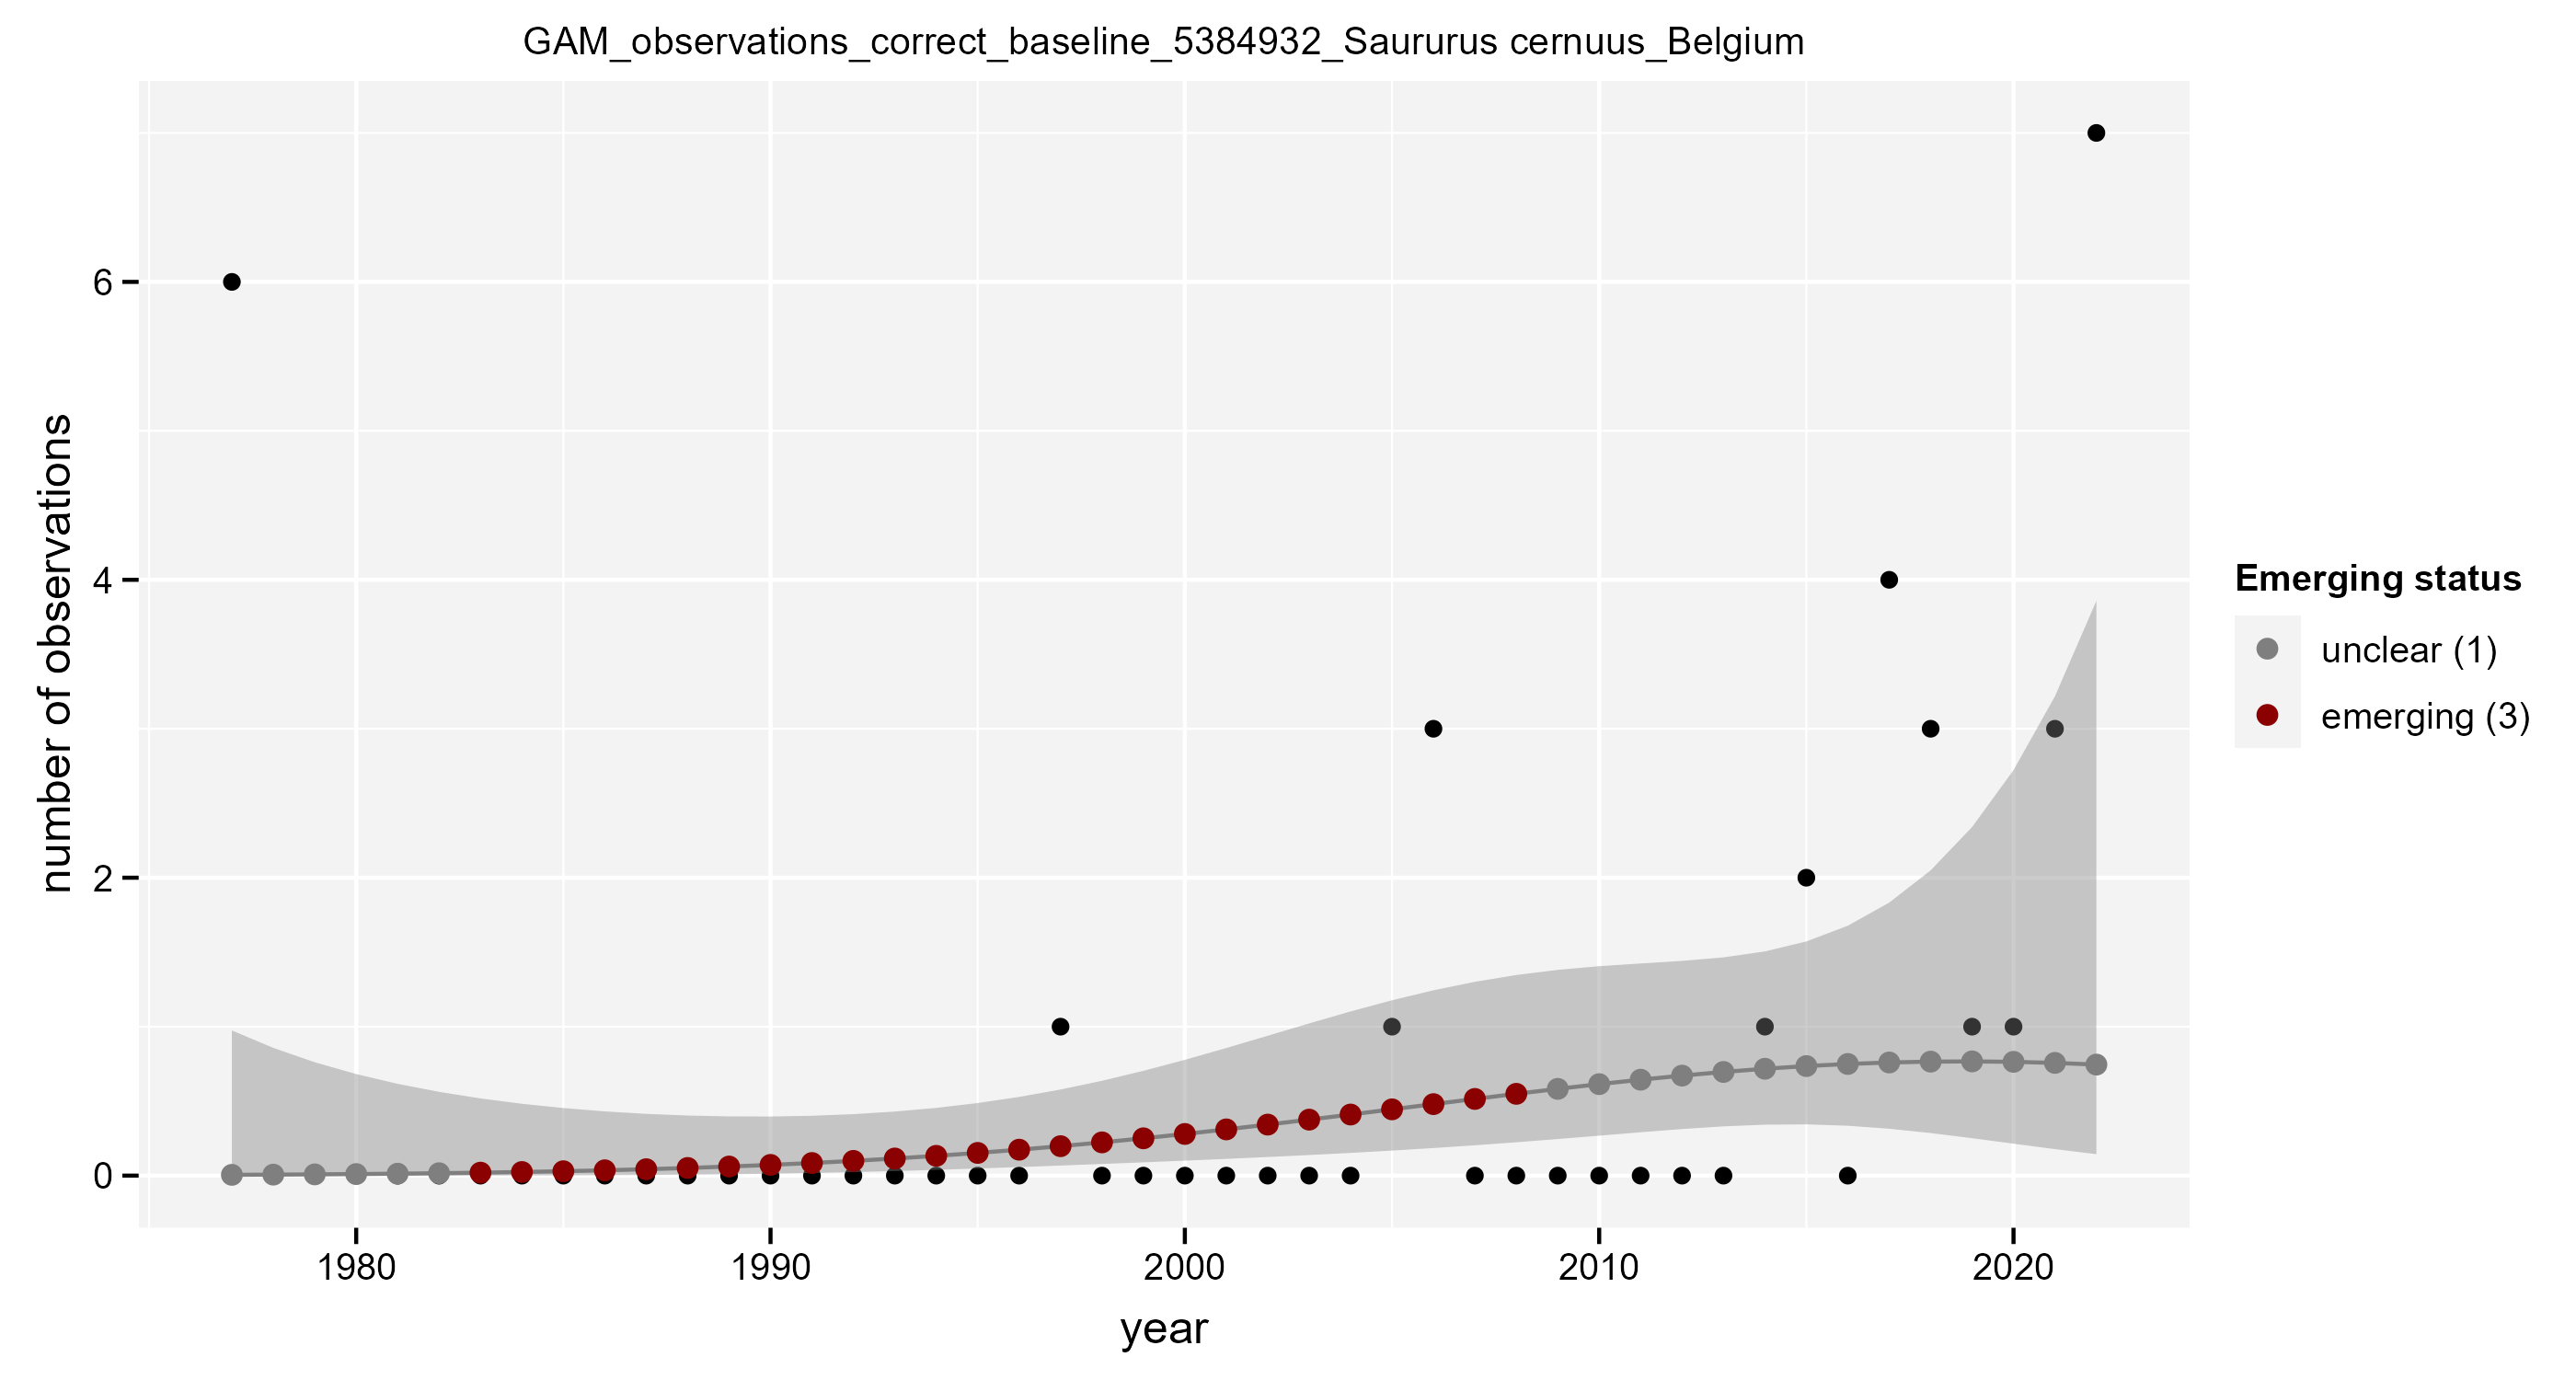 GAM_observations_correct_baseline_5384932_Saururus cernuus_Belgium
number of observations
6
4
2
0
1980
1990
2000
2010
2020
year
Emerging status
unclear (1)
emerging (3)